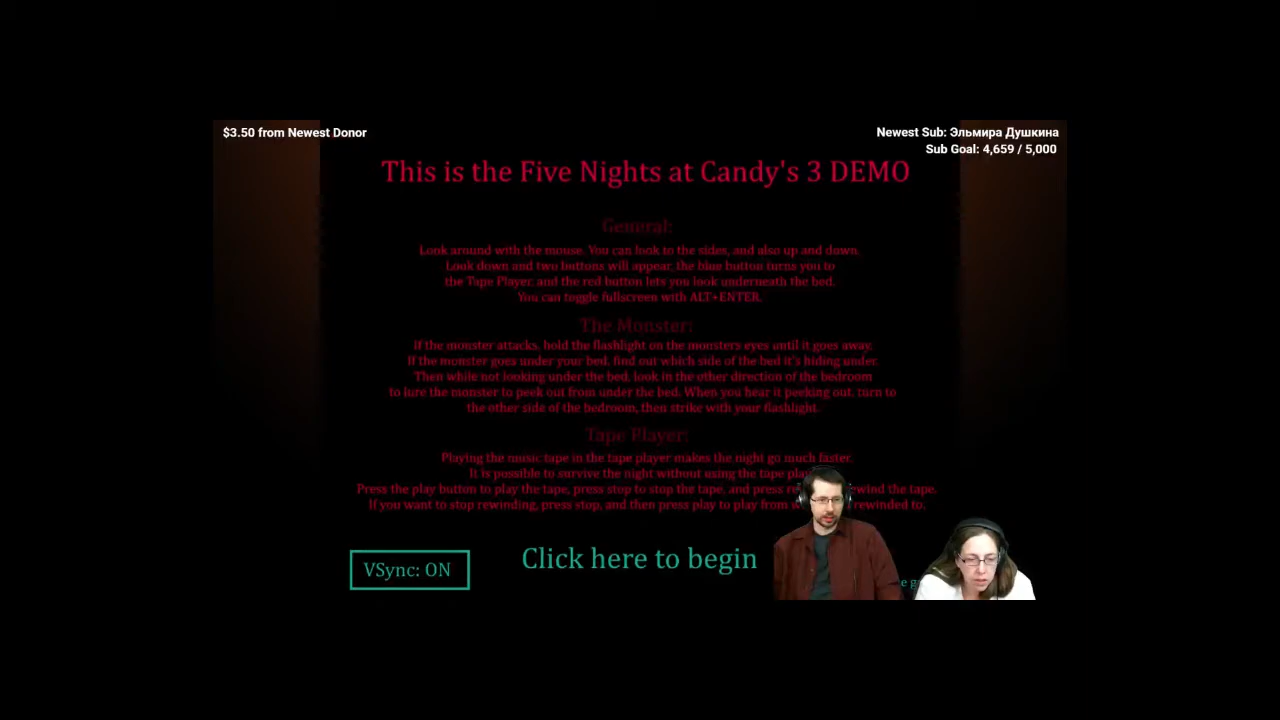 $3.50 from Newest Donor
Newest Sub: Эльмира Душкина
Sub Goal: 4,659 / 5,000
This is the Five Nights at Candy's 3 DEMO
General:
Look around with the mouse. You can look to the sides, and also up and down.
Look down and two buttons will appear, the blue button turns you to
the Tape Player, and the red button lets you look underneath the bed.
You can toggle fullscreen with ALT+ENTER.
The Monster:
If the monster attacks, hold the flashlight on the monsters eyes until it goes away.
If the monster goes under your bed, find out which side of the bed it's hiding under.
Then while not looking under the bed, look in the other direction of the bedroom
to lure the monster to peek out from under the bed. When you hear it peeking out, turn to
the other side of the bedroom, then strike with your flashlight.
Tape Player:
Playing the music tape in the tape player makes the night go much faster.
It is possible to survive the night without using the tape
Press the play button to play the tape, press stop to stop the tape, and press the tape.
If you want to stop rewinding, press stop, and then press play to play from rewinded to.
VSync: ON
Click here to begin